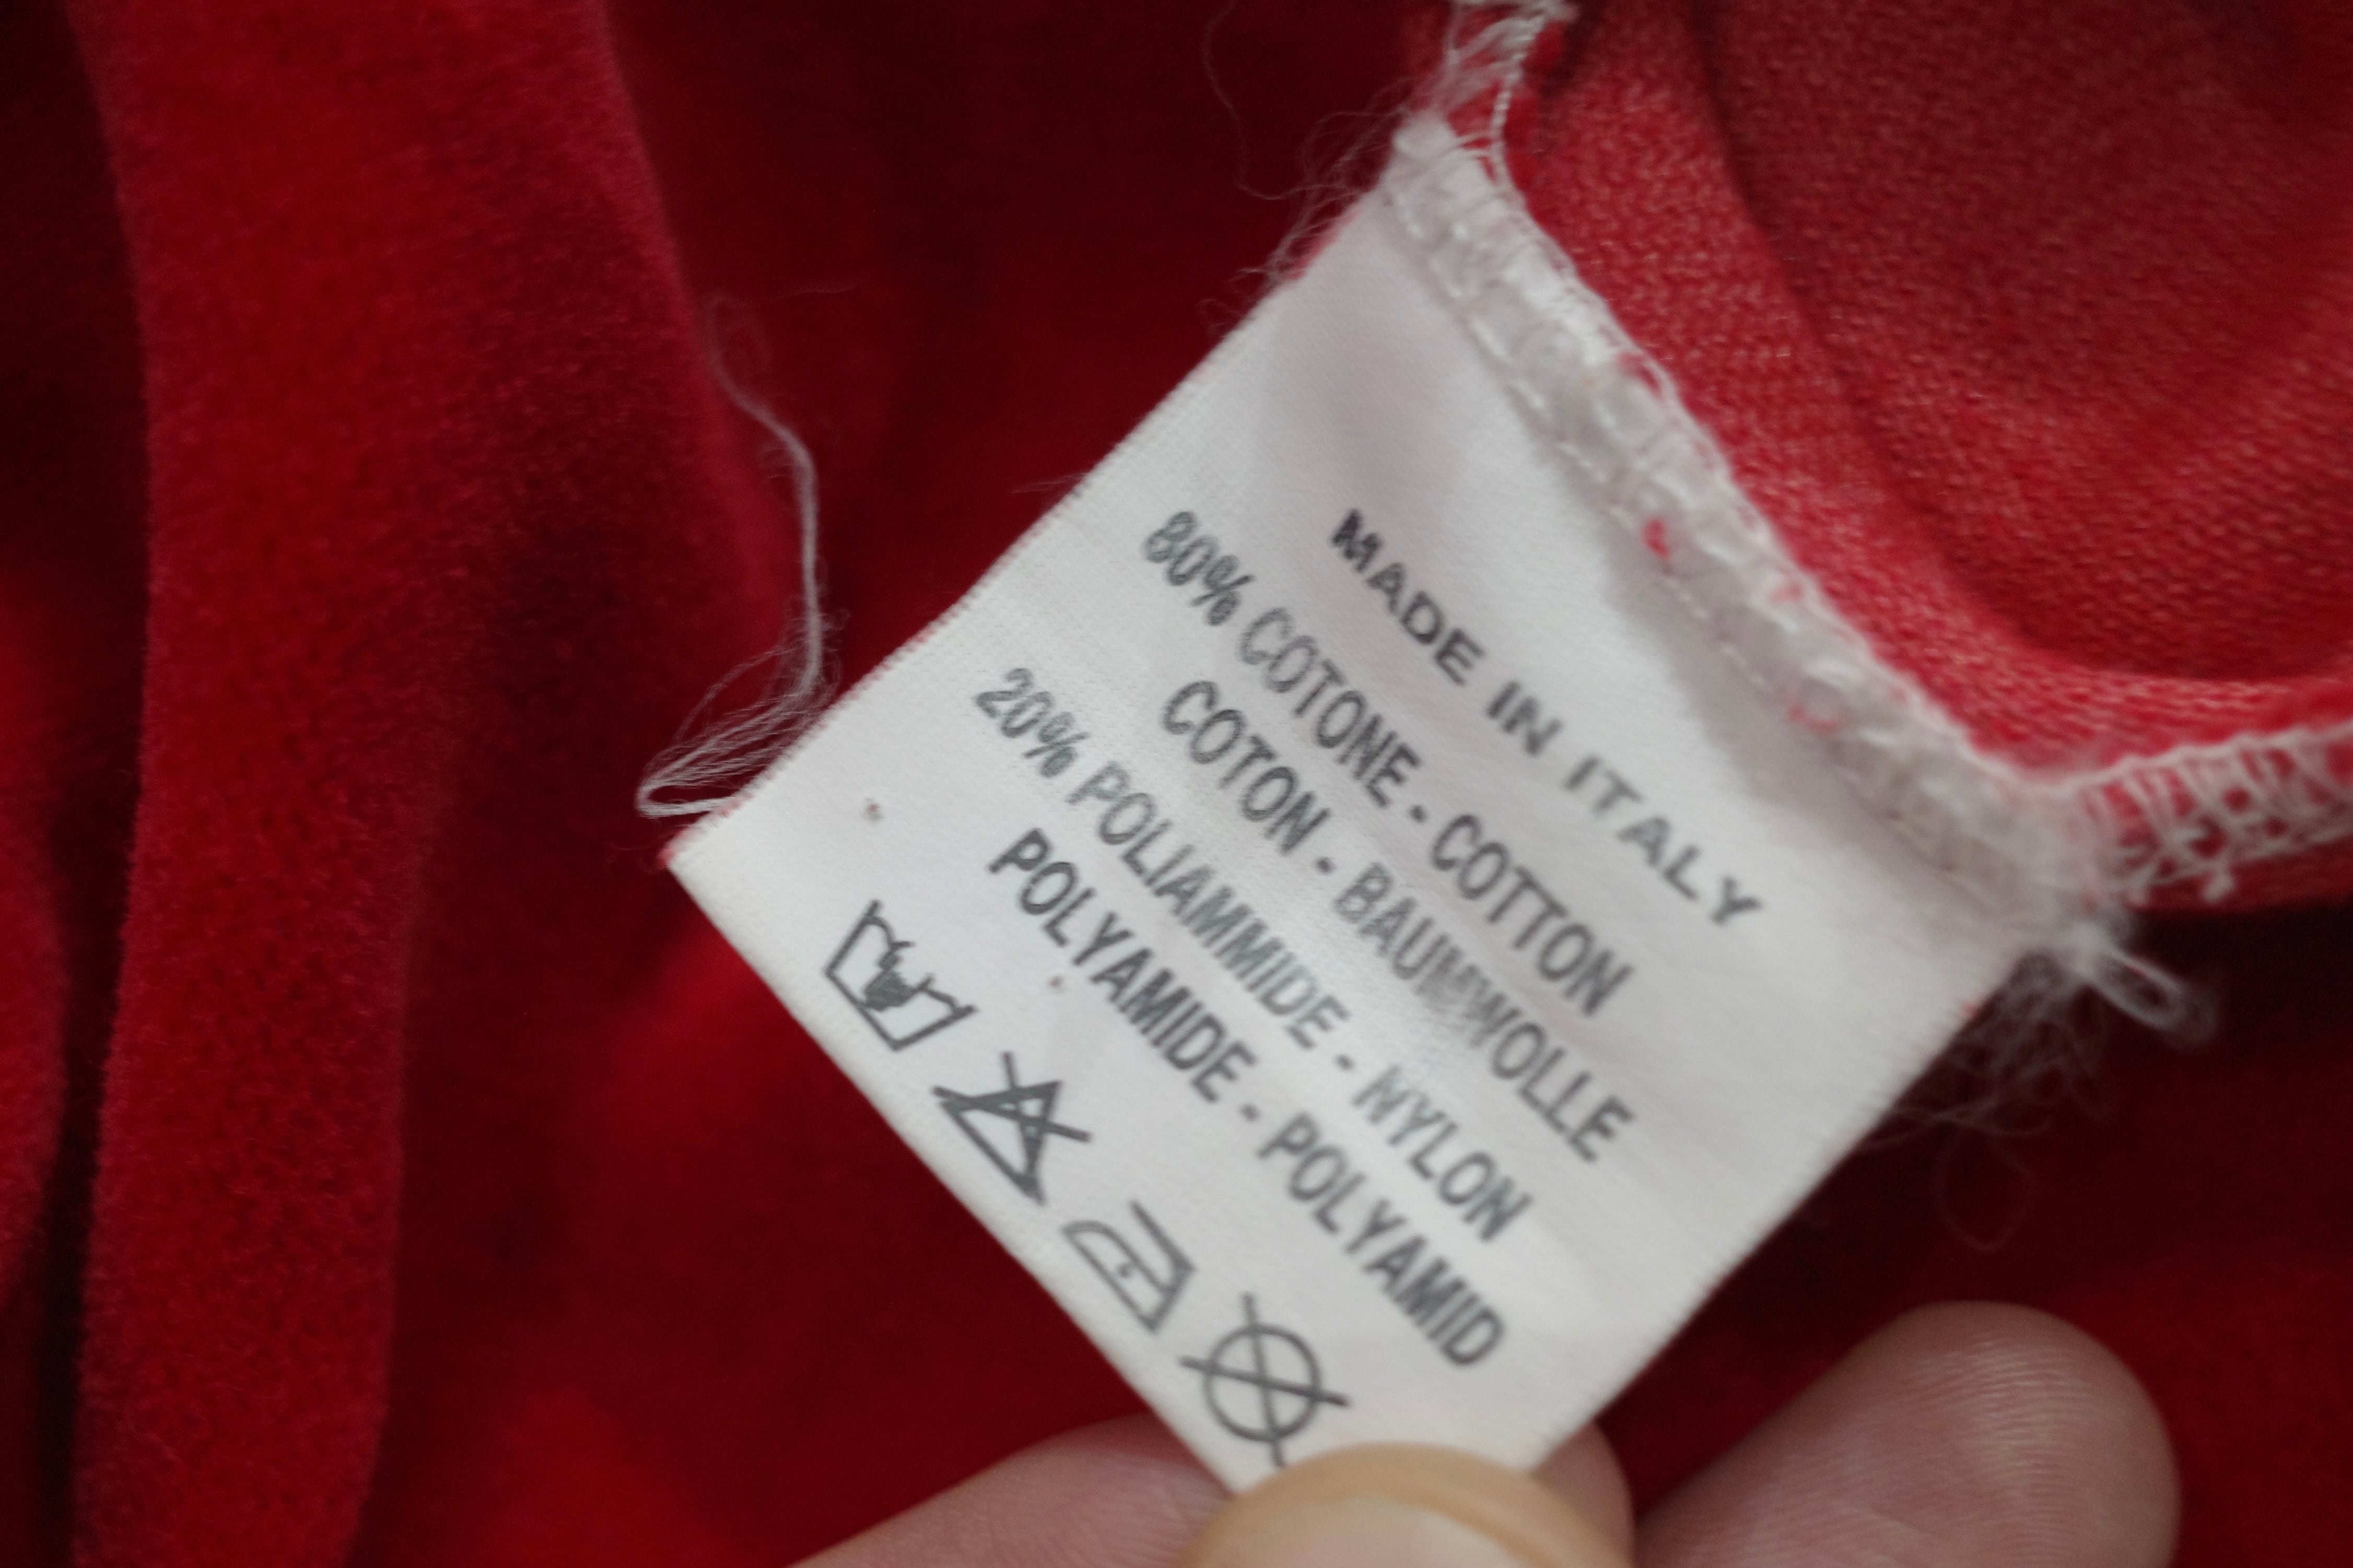 MADE IN ITALY
80% COTONE - COTTON
COTON - BAUMWOLLE
20% POLIAMMIDE - NYLON
POLYAMIDE - POLYAMID